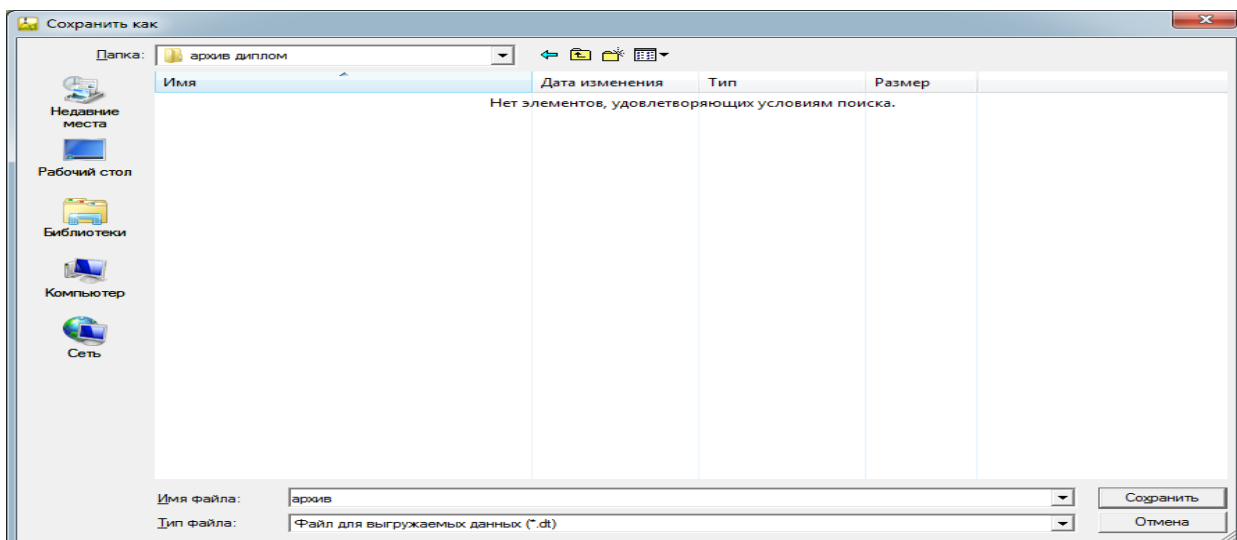 Сохранить как
Папка: архив диплом
Имя Дата изменения Тип Размер
Нет элементов, удовлетворяющих условиям поиска.
Недавние
места
Рабочий стол
Библиотеки
Компьютер
Сеть
Имя файла: архив Сохранить
Тип файла: Файл для выгружаемых данных (*.dt) Отмена